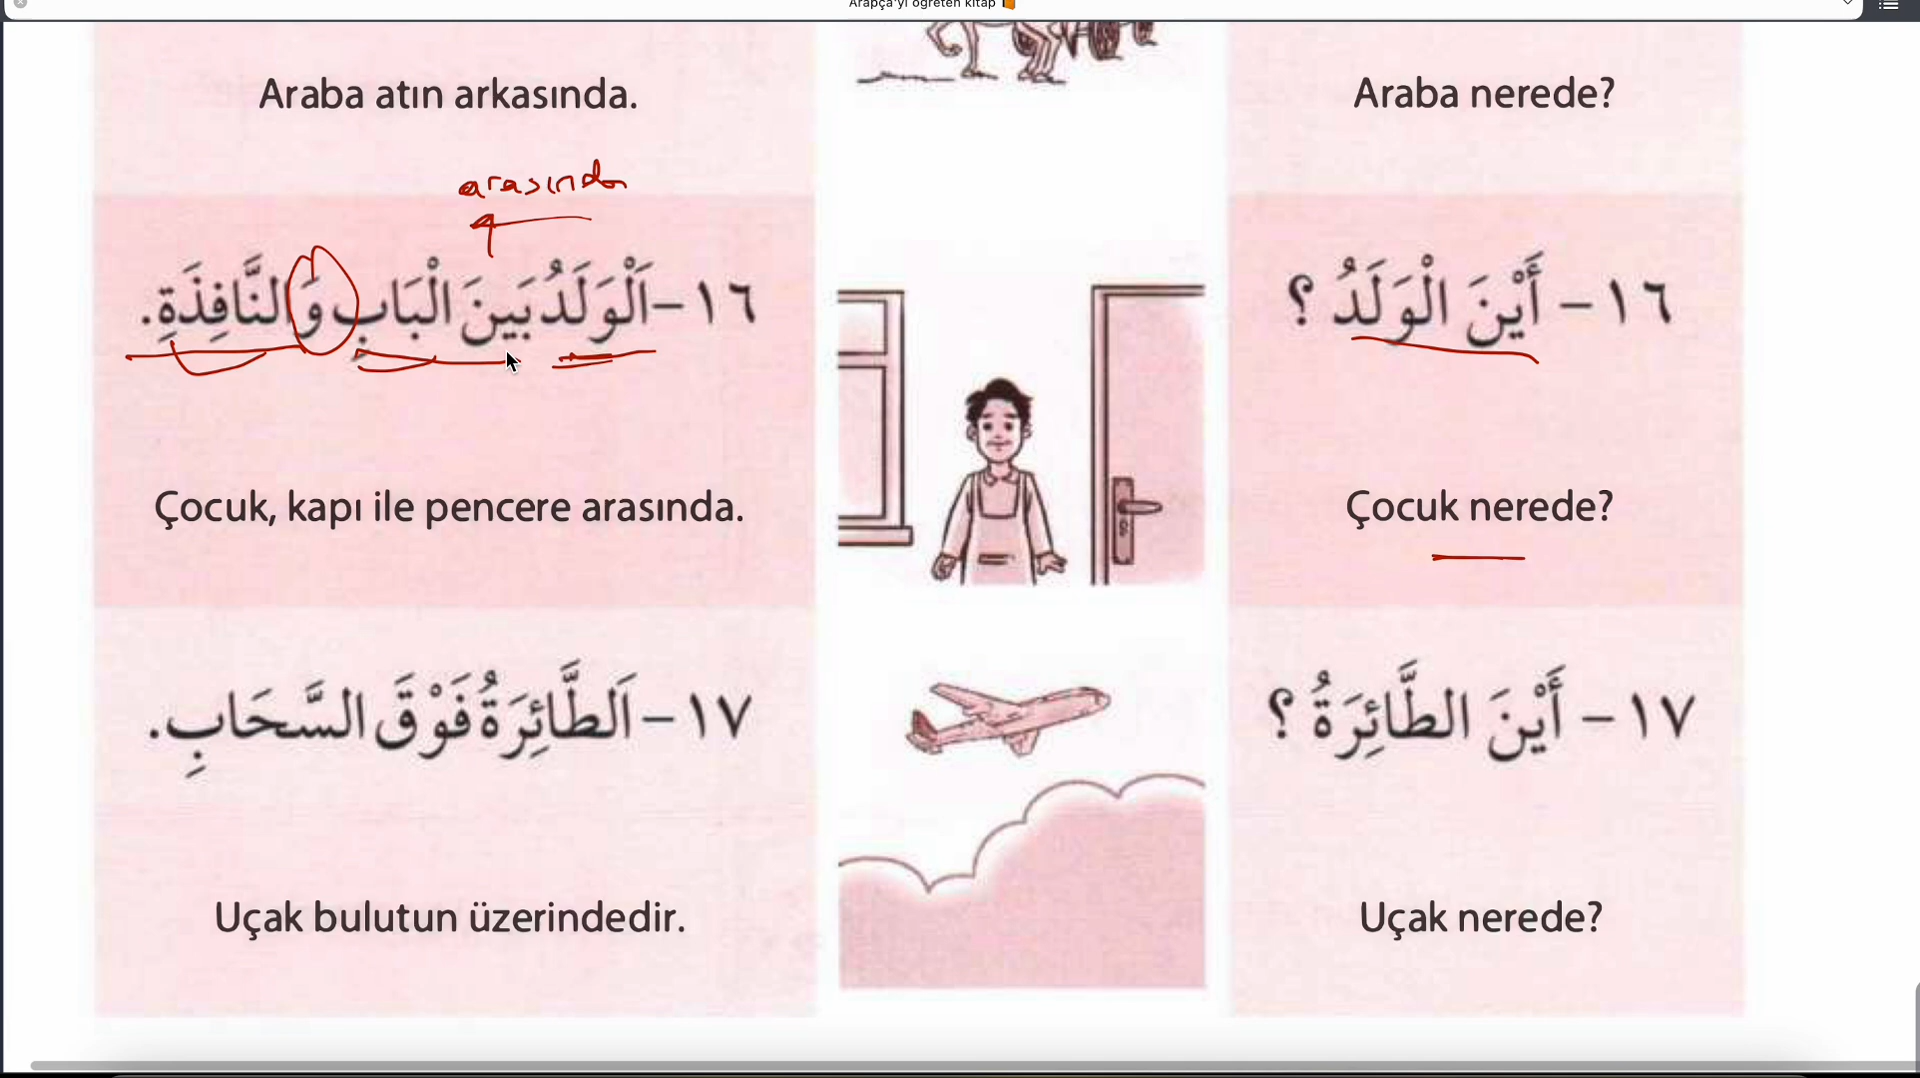 Arapça'yı öğreten kitap
Araba nerede?
Araba atın arkasında.
arasında
١٦ – أَيْنَ الْوَلَدُ ؟
١٦ – اَلْوَلَدُ بَينَ الْبَابِ وَ النَّافِذَةِ.
Çocuk nerede?
Çocuk, kapı ile pencere arasında.
١٧ – أَيْنَ الطَّائِرَةُ ؟
١٧ – اَلطَّائِرَةُ فَوْقَ السَّحَابِ.
Uçak nerede?
Uçak bulutun üzerindedir.